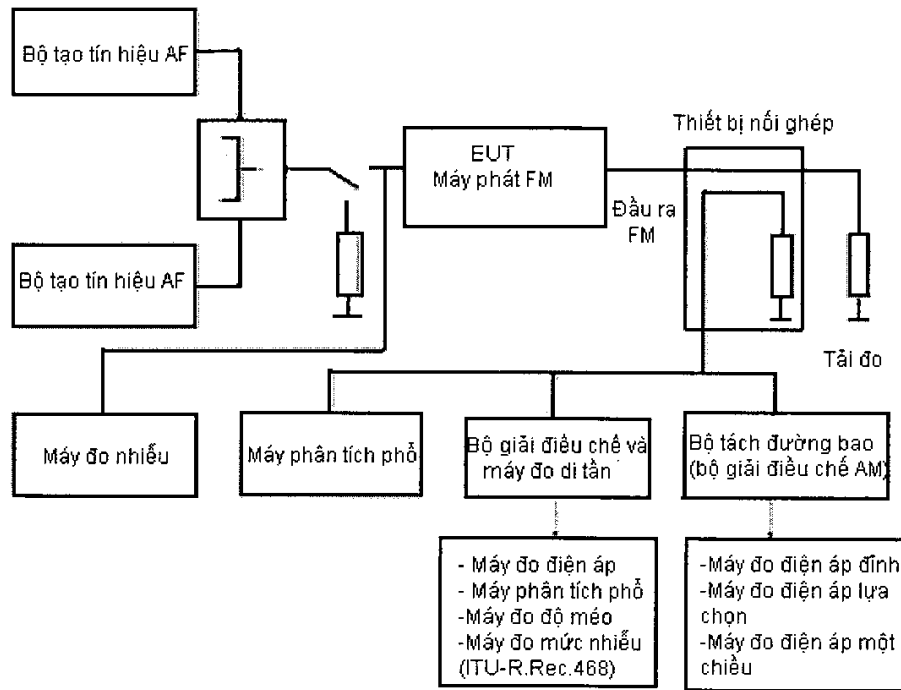 Bộ tạo tín hiệu AF
Thiết bị nối ghép
EUT
Máy phát FM
Đầu ra
FM
Bộ tạo tín hiệu AF
Tải đo
Máy đo nhiễu
Máy phân tích phổ
Bộ giải điều chế và
máy đo di tần
Bộ tách đường bao
(bộ giải điều chế AM)
- Máy đo điện áp
- Máy phân tích phổ
-Máy đo độ méo
-Máy đo mức nhiễu
(ITU-R.Rec.468)
-Máy đo điện áp đỉnh
-Máy đo điện áp lựa
chọn
-Máy đo điện áp một
chiều